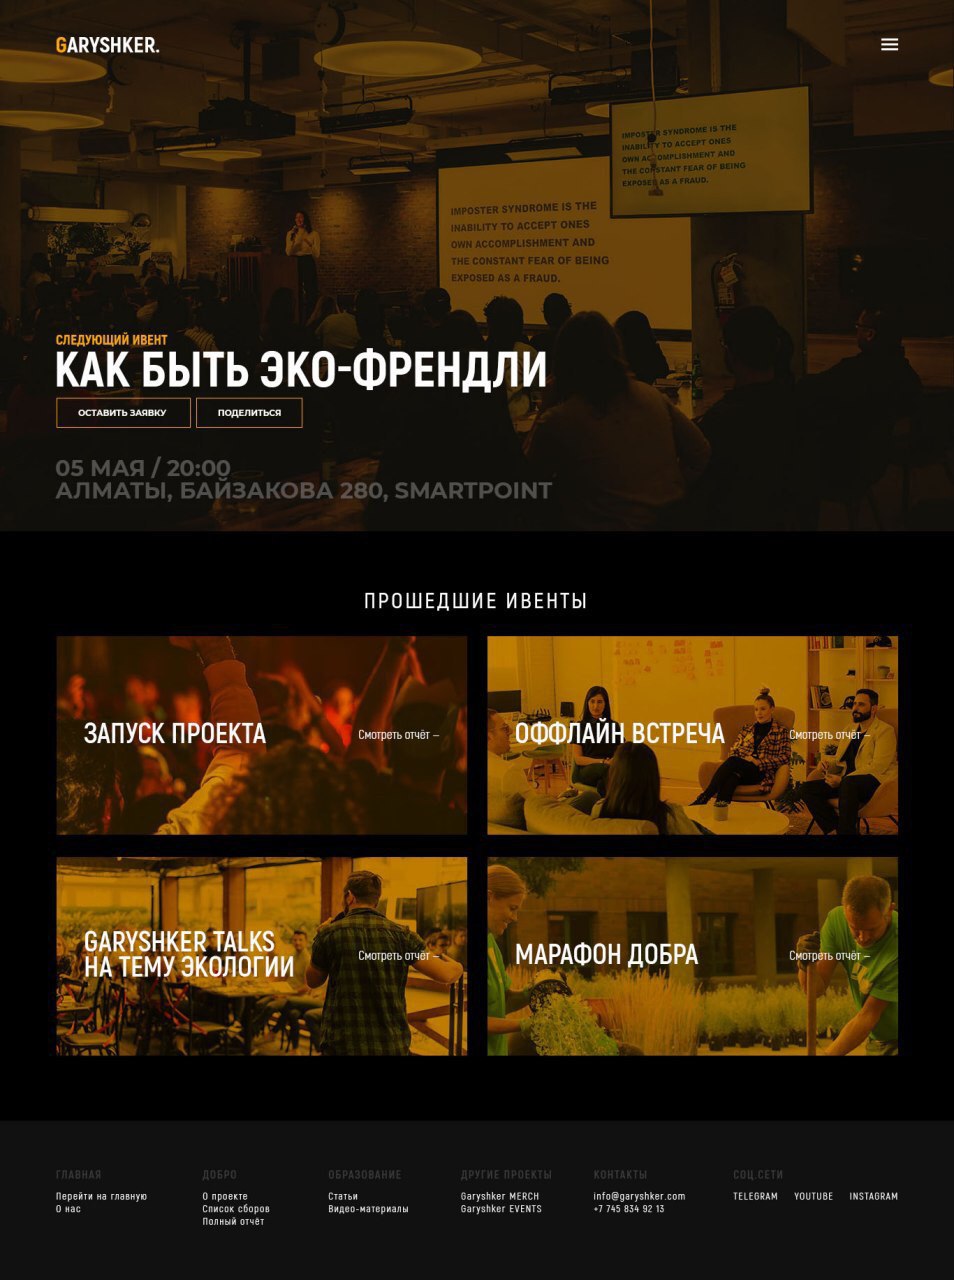 GARYSHKER.
IMPOSTER SYNDROME IS THE
INABILITY TO ACCEPT ONES
OWN ACCOMPLISHMENT AND
THE CONSTANT FEAR OF BEING
EXPOSED AS A FRAUD.
IMPOSTER SYNDROME IS THE
INABILITY TO ACCEPT ONES
OWN ACCOMPLISHMENT AND
THE CONSTANT FEAR OF BEING
EXPOSED AS A FRAUD.
СЛЕДУЮЩИЙ ИВЕНТ
КАК БЫТЬ ЭКО-ФРЕНДЛИ
ОСТАВИТЬ ЗАЯВКУ
ПОДЕЛИТЬСЯ
05 МАЯ / 20:00
АЛМАТЫ, БАЙЗАКОВА 280, SMARTPOINT
ПРОШЕДШИЕ ИВЕНТЫ
ЗАПУСК ПРОЕКТА
Смотреть отчёт –
ОФФЛАЙН ВСТРЕЧА
Смотреть отчёт –
GARYSHKER TALKS
НА ТЕМУ ЭКОЛОГИИ
Смотреть отчёт –
МАРАФОН ДОБРА
Смотреть отчёт –
ГЛАВНАЯ
Перейти на главную
О нас
ДОБРО
О проекте
Список сборов
Полный отчёт
ОБРАЗОВАНИЕ
Статьи
Видео-материалы
ДРУГИЕ ПРОЕКТЫ
Garyshker MERCH
Garyshker EVENTS
КОНТАКТЫ
info@garyshker.com
+7 745 834 92 13
СОЦ.СЕТИ
TELEGRAM
YOUTUBE
INSTAGRAM